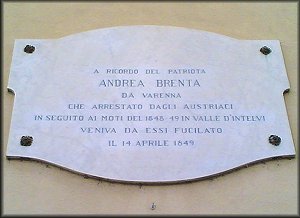 A RICORDO DEL PATRIOTA
ANDREA BRENTA
DA VARENNA
CHE ARRESTATO DAGLI AUSTRIACI
IN SEGUITO AI MOTI DEL 1848-49 IN VALLE D'INTELVI
VENIVA DA ESSI FUCILATO
IL 14 APRILE 1849